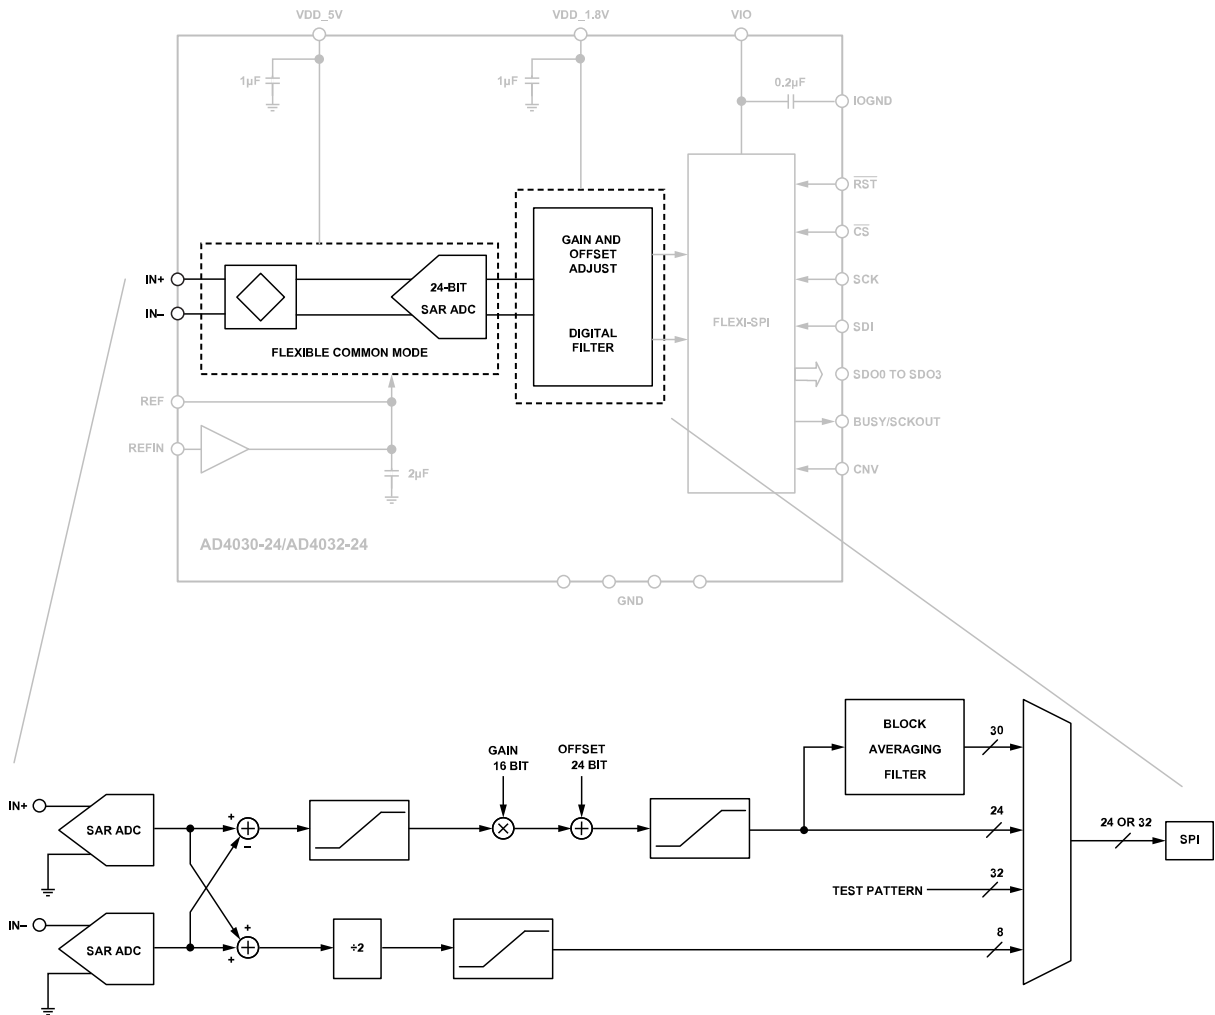 VDD_5V
VDD_1.8V
VIO
1µF
1µF
0.2µF
IOGND
RST
CS
SCK
SDI
SDO0 TO SDO3
BUSY/SCKOUT
CNV
FLEXI-SPI
GAIN AND
OFFSET
ADJUST
DIGITAL
FILTER
IN+
IN–
24-BIT
SAR ADC
FLEXIBLE COMMON MODE
REF
REFIN
2µF
AD4030-24/AD4032-24
GND
BLOCK
AVERAGING
FILTER
30
GAIN
16 BIT
OFFSET
24 BIT
IN+
SAR ADC
+
–
×
+
+
24
24 OR 32
SPI
TEST PATTERN
32
IN–
SAR ADC
+
+
+
÷2
8